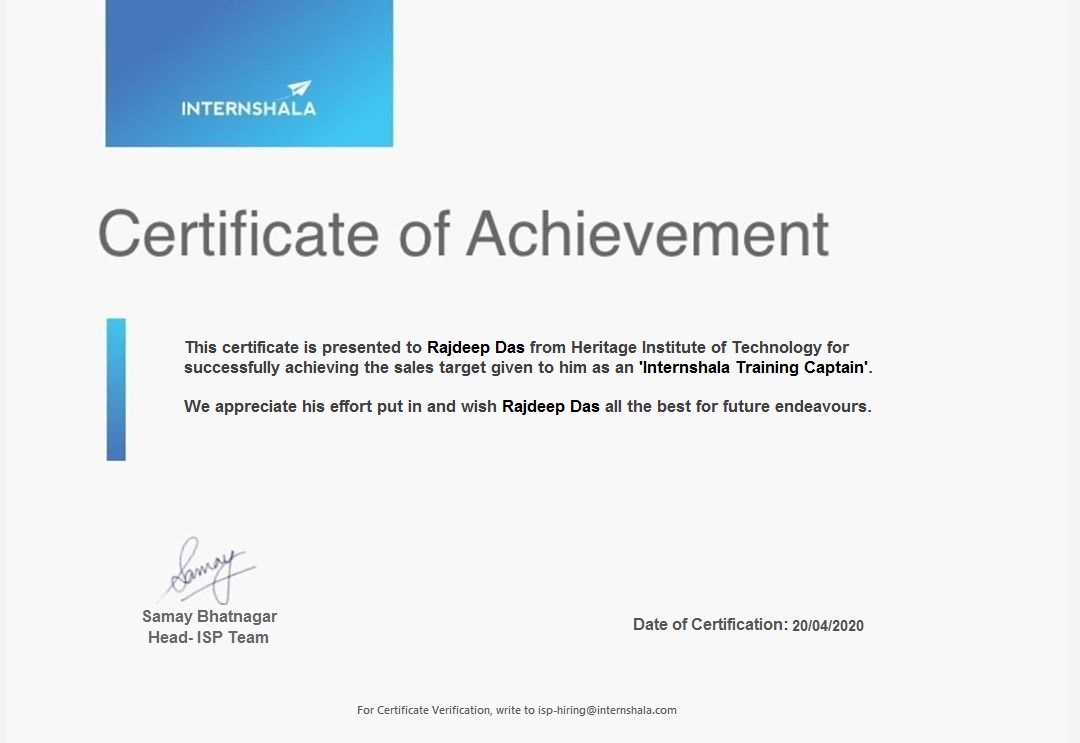 INTERNSHALA
Certificate of Achievement
This certificate is presented to Rajdeep Das from Heritage Institute of Technology for
successfully achieving the sales target given to him as an 'Internshala Training Captain'.
We appreciate his effort put in and wish Rajdeep Das all the best for future endeavours.
Samay
Samay Bhatnagar
Head- ISP Team
Date of Certification: 20/04/2020
For Certificate Verification, write to isp-hiring@internshala.com